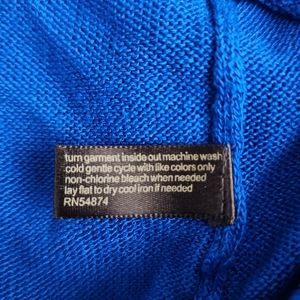 turn garment inside out machine wash
cold gentle cycle with like colors only
non-chlorine bleach when needed
lay flat to dry cool iron if needed
RN54874